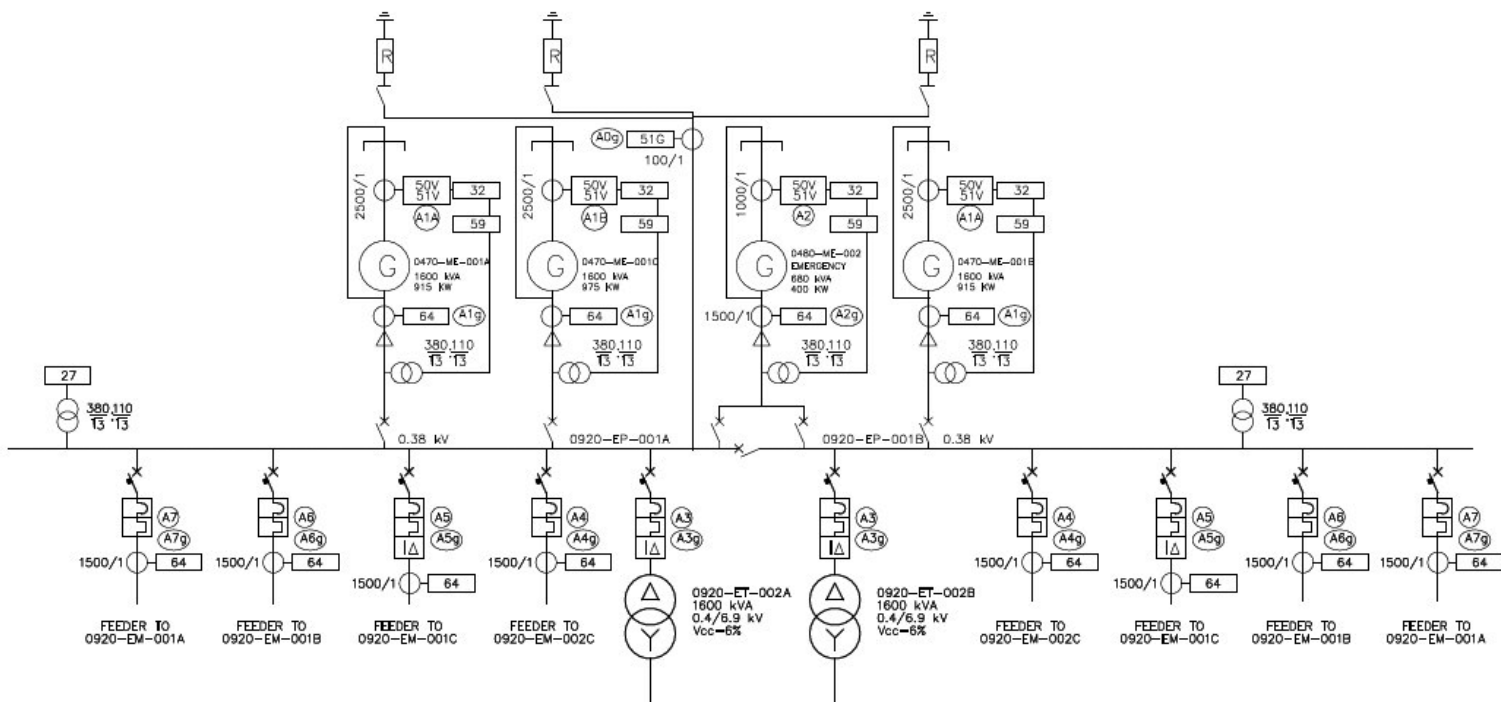 R
R
R
A0g
51G
100/1
2500/1
50V
51V
32
A1A
59
G
0470-ME-001A
1600 kVA
915 KW
64
A1g
380.110
√3.√3
2500/1
50V
51V
32
A1B
59
G
0470-ME-001C
1600 kVA
975 KW
64
A1g
380.110
√3.√3
1000/1
50V
51V
32
A2
59
G
0480-ME-002
EMERGENCY
680 kVA
400 KW
1500/1
64
A2g
380.110
√3.√3
2500/1
50V
51V
32
A1A
59
G
0470-ME-001B
1600 kVA
915 KW
64
A1g
380.110
√3.√3
27
380.110
√3.√3
27
380.110
√3.√3
0.38 kV
0920-EP-001A
0920-EP-001B
0.38 kV
A7
A7g
1500/1
64
FEEDER TO
0920-EM-001A
A6
A6g
1500/1
64
FEEDER TO
0920-EM-001B
A5
A5g
I△
1500/1
64
FEEDER TO
0920-EM-001C
A4
A4g
1500/1
64
FEEDER TO
0920-EM-002C
A3
A3g
I△
△
Y
0920-ET-002A
1600 kVA
0.4/6.9 kV
Vcc=6%
A3
A3g
I△
△
Y
0920-ET-002B
1600 kVA
0.4/6.9 kV
Vcc=6%
A4
A4g
1500/1
64
FEEDER TO
0920-EM-002C
A5
A5g
I△
1500/1
64
FEEDER TO
0920-EM-001C
A6
A6g
1500/1
64
FEEDER TO
0920-EM-001B
A7
A7g
1500/1
64
FEEDER TO
0920-EM-001A